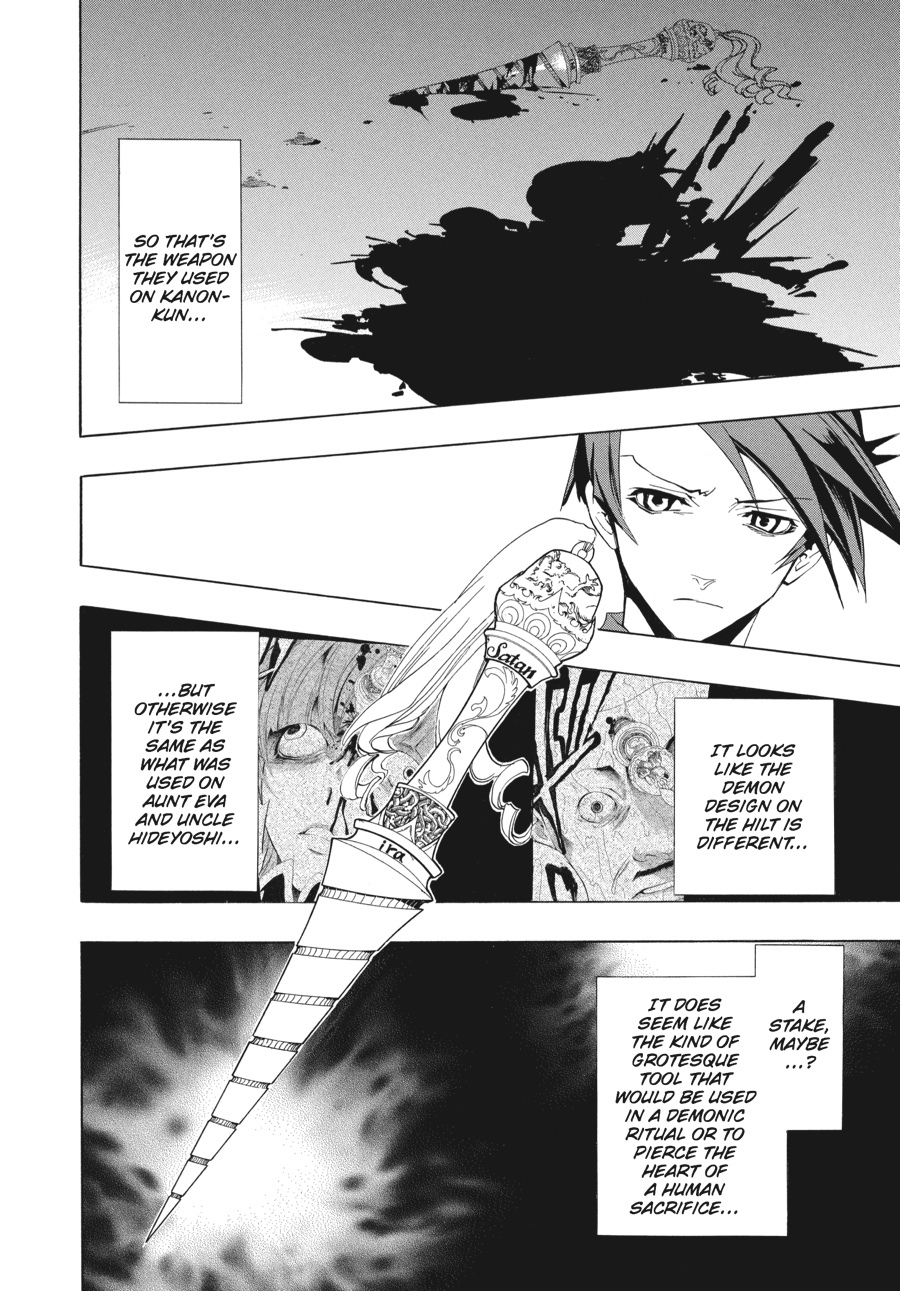 SO THAT'S
THE WEAPON
THEY USED
ON KANON-
KUN...
IT LOOKS
LIKE THE
DEMON
DESIGN ON
THE HILT IS
DIFFERENT...
Satan
ira
...BUT
OTHERWISE
IT'S THE
SAME AS
WHAT WAS
USED ON
AUNT EVA
AND UNCLE
HIDEYOSHI...
A
STAKE,
MAYBE
...?
IT DOES
SEEM LIKE
THE KIND OF
GROTESQUE
TOOL THAT
WOULD BE USED
IN A DEMONIC
RITUAL OR TO
PIERCE THE
HEART OF
A HUMAN
SACRIFICE...